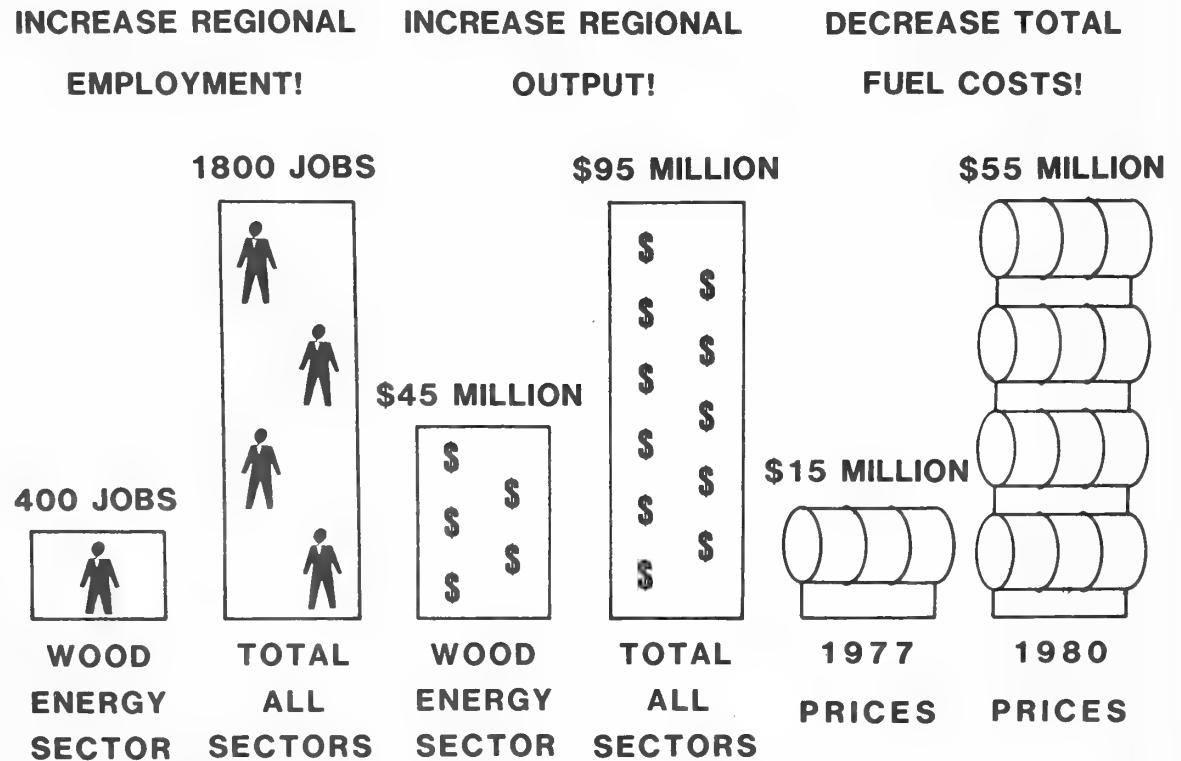 INCREASE REGIONAL
EMPLOYMENT!
1800 JOBS
400 JOBS
WOOD
ENERGY
SECTOR
TOTAL
ALL
SECTORS
INCREASE REGIONAL
OUTPUT!
$95 MILLION
$45 MILLION
$
$
$
$
$
WOOD
ENERGY
SECTOR
$
$
$
$
$
$
$
$
$
$
$
TOTAL
ALL
SECTORS
DECREASE TOTAL
FUEL COSTS!
$55 MILLION
$15 MILLION
1977
PRICES
1980
PRICES